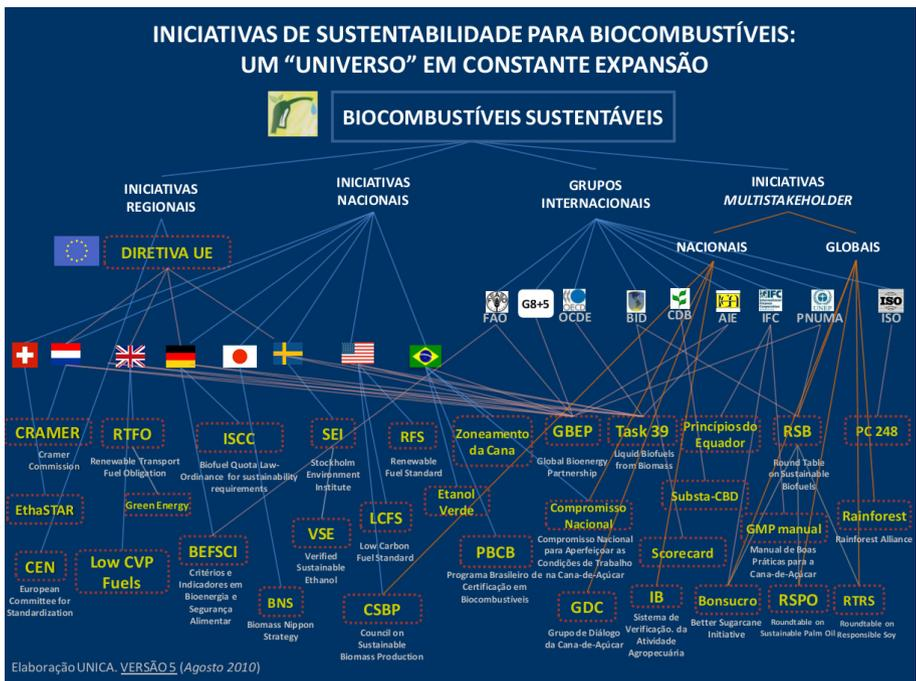 INICIATIVAS DE SUSTENTABILIDADE PARA BIOCOMBUSTÍVEIS:
UM “UNIVERSO” EM CONSTANTE EXPANSÃO
BIOCOMBUSTÍVEIS SUSTENTÁVEIS
INICIATIVAS
REGIONAIS
INICIATIVAS
NACIONAIS
GRUPOS
INTERNACIONAIS
INICIATIVAS
MULTISTAKEHOLDER
NACIONAIS
GLOBAIS
DIRETIVA UE
FAO
G8+5
OECD
OCDE
BID
CDB
AIE
IFC
IFC
UNEP
PNUMA
ISO
ISO
CRAMER
Cramer
Commission
RTFO
Renewable Transport
Fuel Obligation
ISCC
Biofuel Quota Law-
Ordinance for sustainability
requirements
SEI
Stockholm
Environment
Institute
RFS
Renewable
Fuel Standard
Zoneamento
da Cana
GBEP
Global Bioenergy
Partnership
Task 39
Liquid Biofuels
from Biomass
Princípios do
Equador
RSB
Round Table
on Sustainable
Biofuels
PC 248
EthaSTAR
Green Energy
VSE
Verified
Sustainable
Ethanol
LCFS
Low Carbon
Fuel Standard
Etanol
Verde
Compromisso
Nacional
Compromisso Nacional
para Aperfeiçoar as
Condições de Trabalho
na Cana-de-Açúcar
Substa-CBD
GMP manual
Manual de Boas
Práticas para a
Cana-de-Açúcar
Rainforest
Rainforest Alliance
CEN
European
Committee for
Standardization
Low CVP
Fuels
BEFSCI
Critérios e
Indicadores em
Bioenergia e
Segurança
Alimentar
PBCB
Programa Brasileiro de
Certificação em
Biocombustíveis
Scorecard
BNS
Biomass Nippon
Strategy
CSBP
Council on
Sustainable
Biomass Production
GDC
Grupo de Diálogo
da Cana-de-Açúcar
IB
Sistema de
Verificação. da
Atividade
Agropecuária
Bonsucro
Better Sugarcane
Initiative
RSPO
Roundtable on
Sustainable Palm Oil
RTRS
Roundtable on
Responsible Soy
Elaboração UNICA. VERSÃO 5 (Agosto 2010)